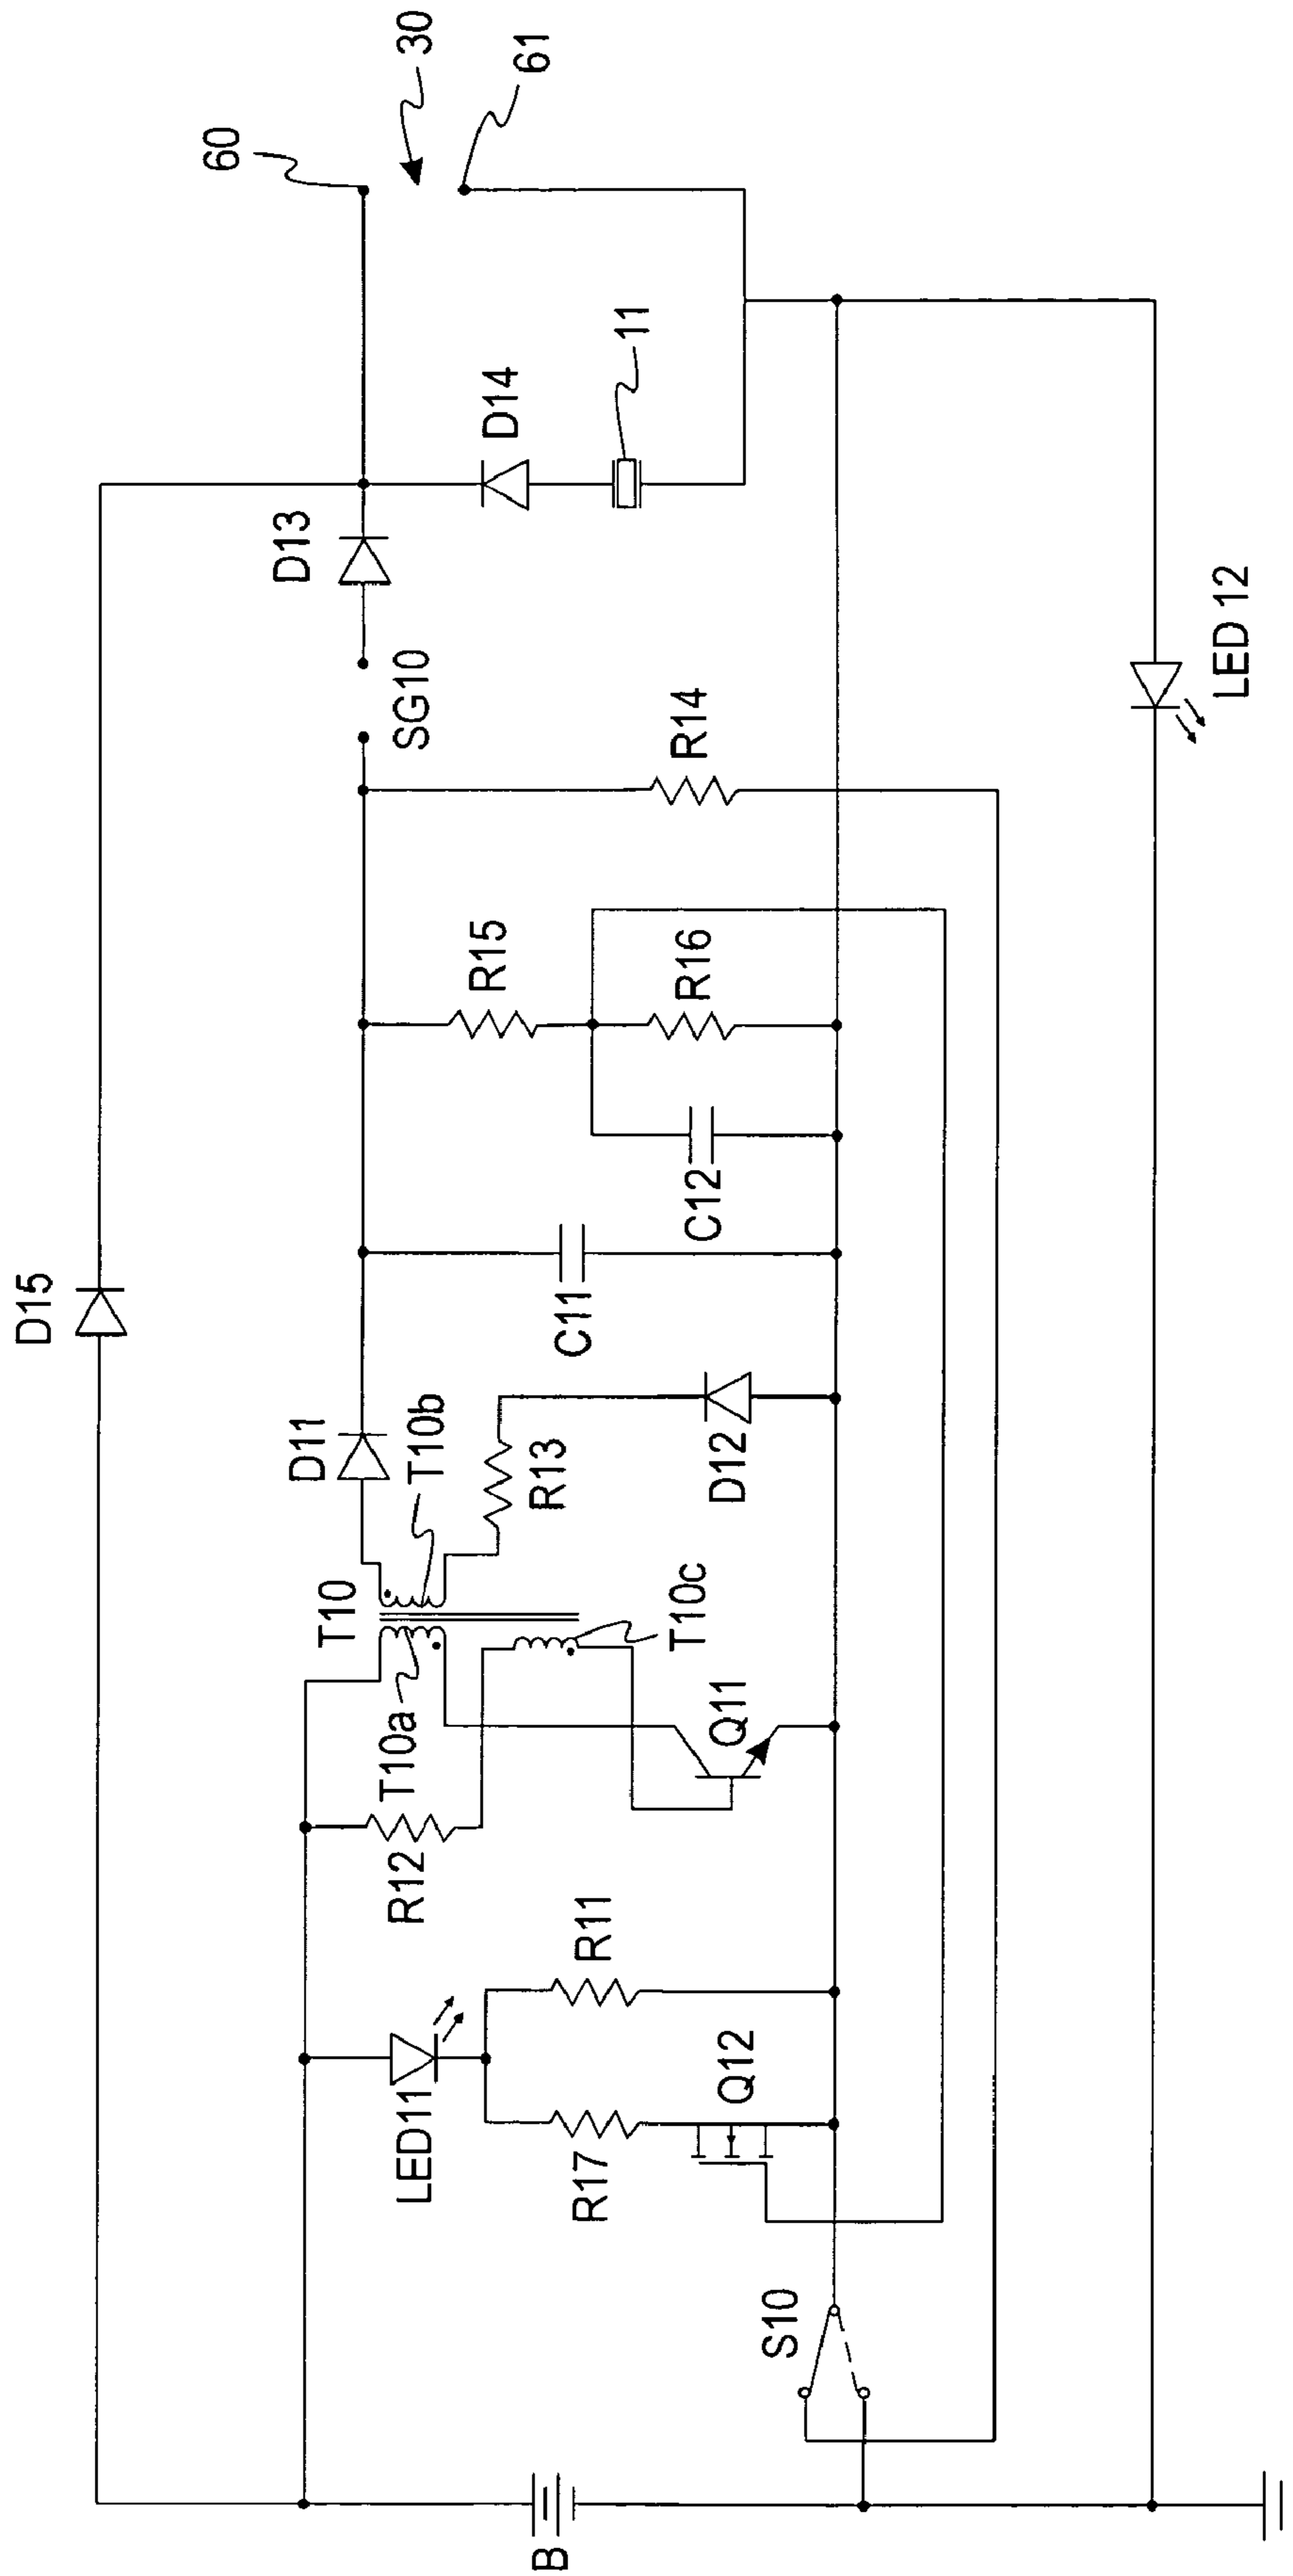 D15
60
30
61
D11
T10
T10b
D13
SG10
D14
11
R15
R14
R16
C12
C11
R13
D12
T10c
T10a
R12
Q11
LED11
R11
R17
Q12
S10
B
LED 12